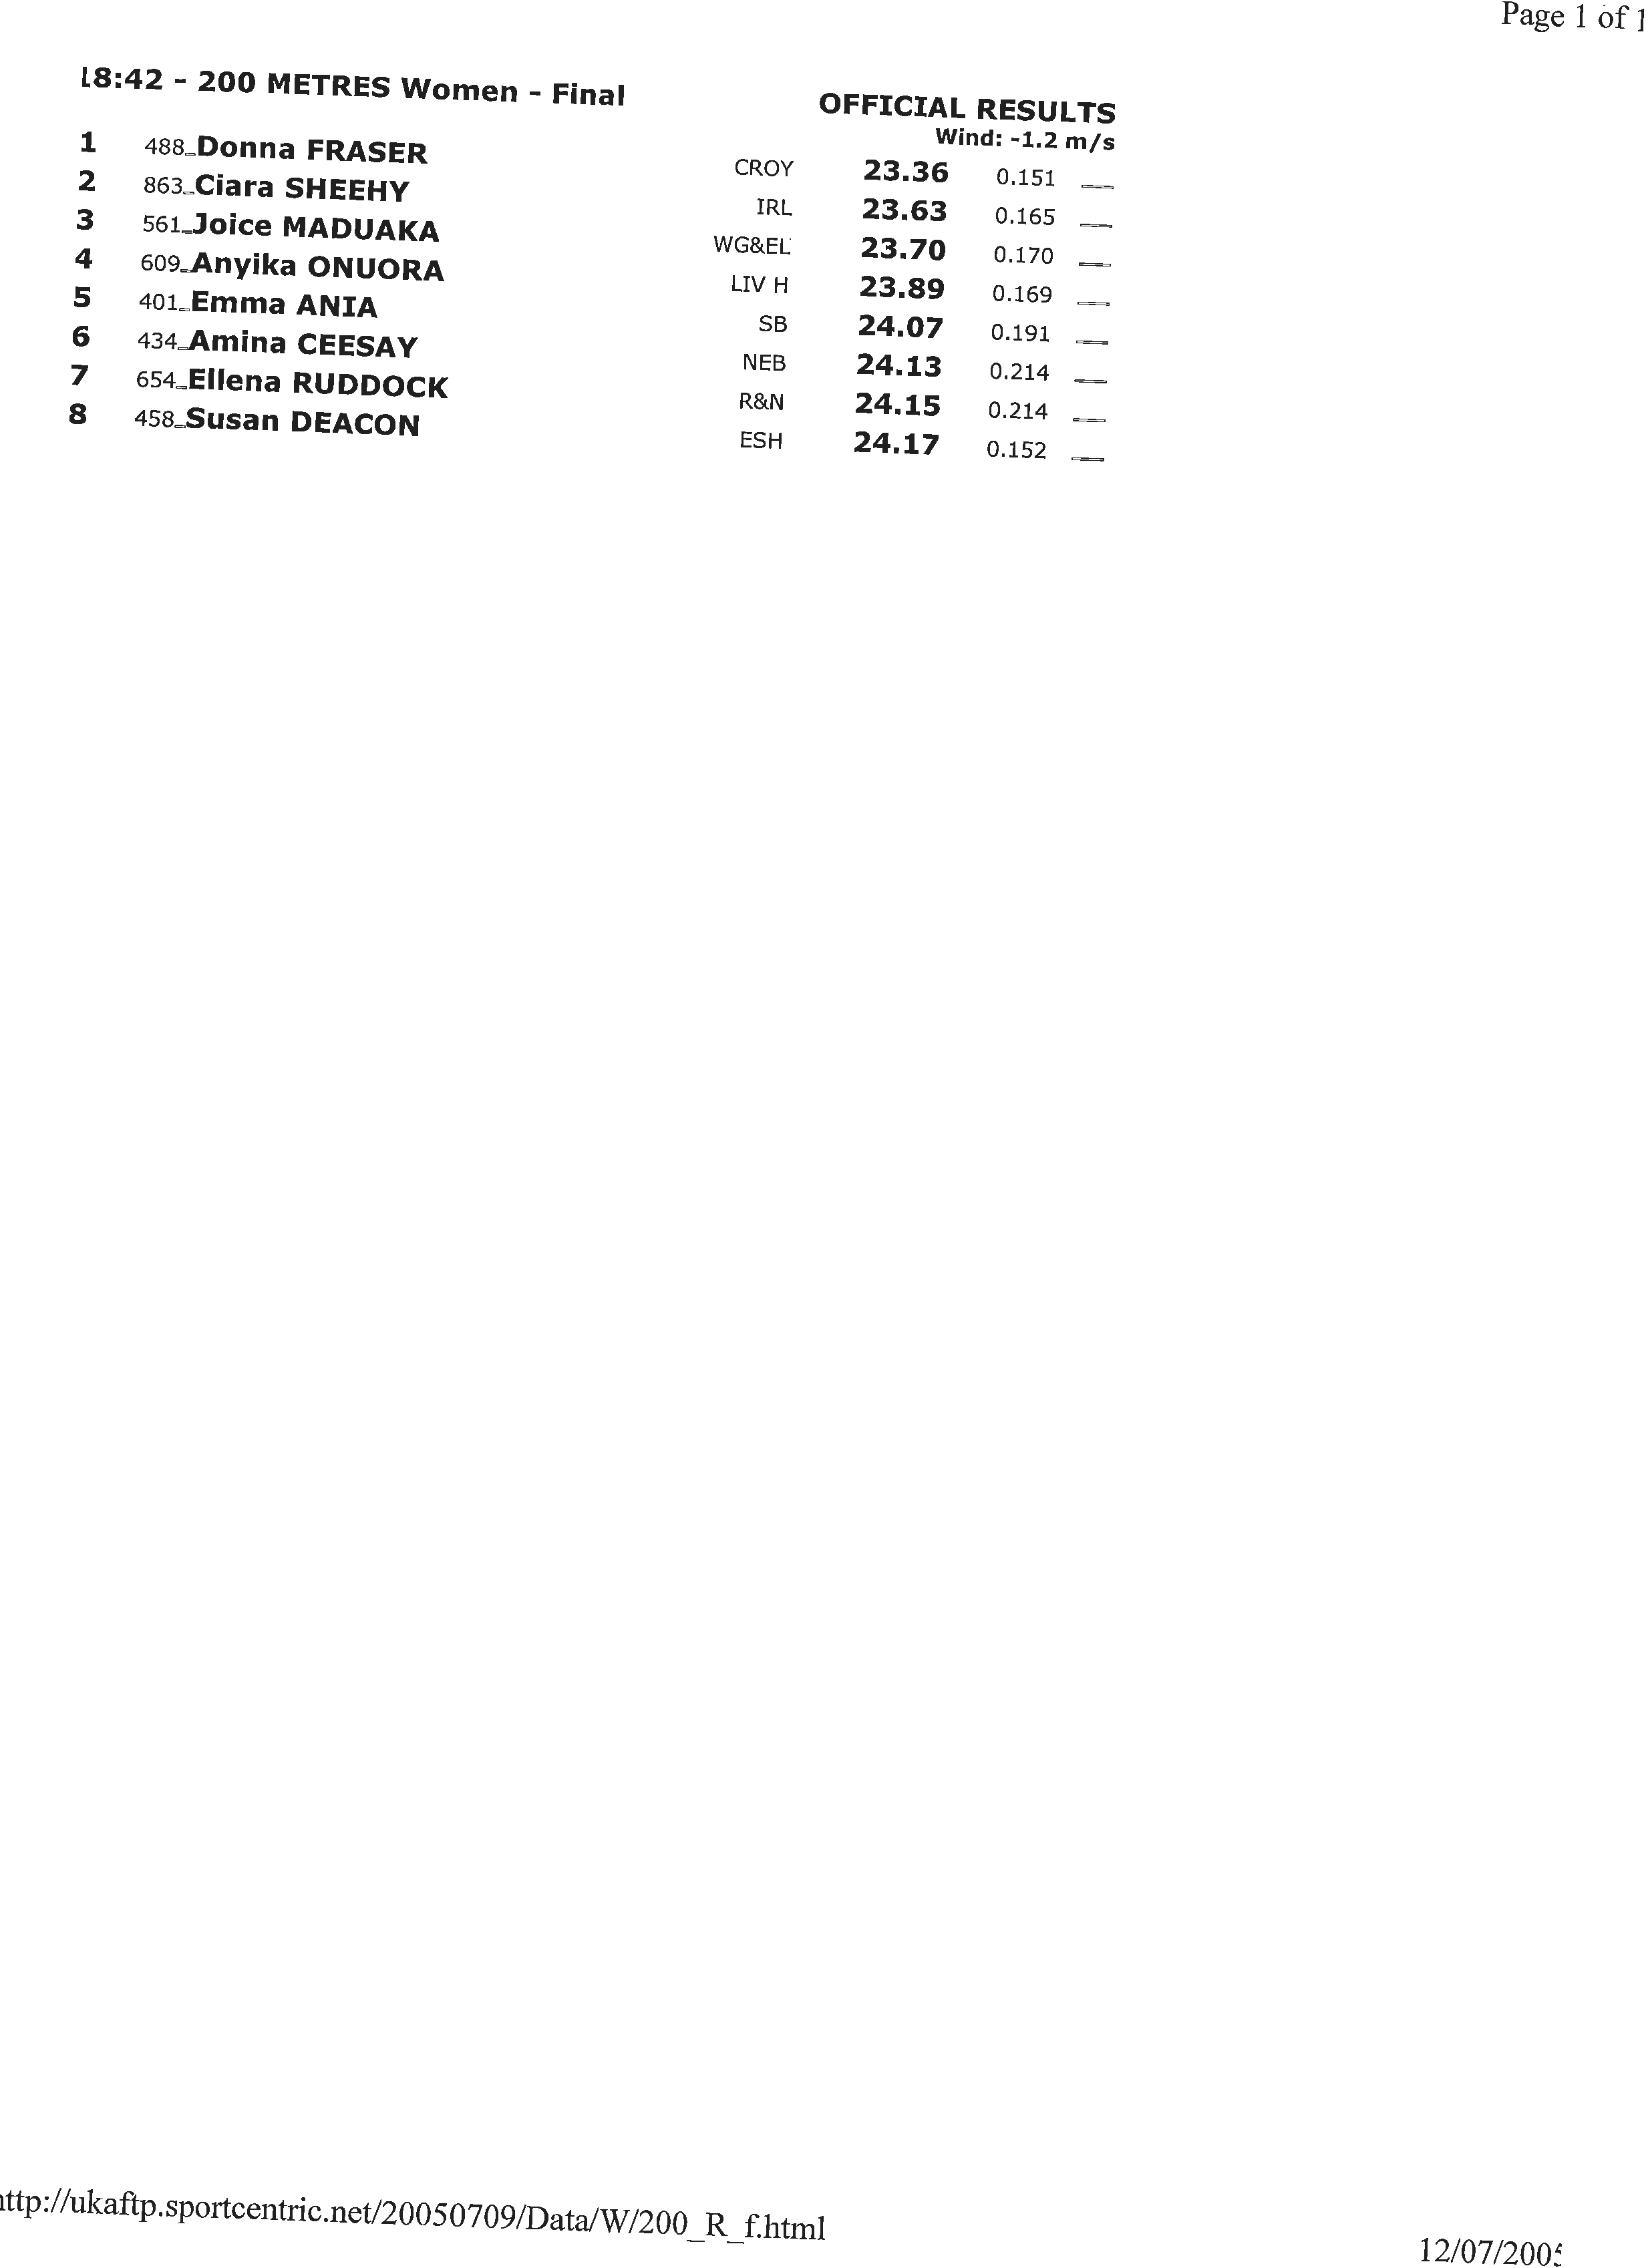 Page 1 of 1
18:42 - 200 METRES Women - Final
OFFICIAL RESULTS
Wind: -1.2 m/s
1 488 Donna FRASER CROY 23.36 0.151
2 863 Ciara SHEEHY IRL 23.63 0.165
3 561 Joice MADUAKA WG&EL 23.70 0.170
4 609 Anyika ONUORA LIV H 23.89 0.169
5 401 Emma ANIA SB 24.07 0.191
6 434 Amina CEESAY NEB 24.13 0.214
7 654 Ellena RUDDOCK R&N 24.15 0.214
8 458 Susan DEACON ESH 24.17 0.152
http://ukaftp.sportcentric.net/20050709/Data/W/200_R_f.html
12/07/2005